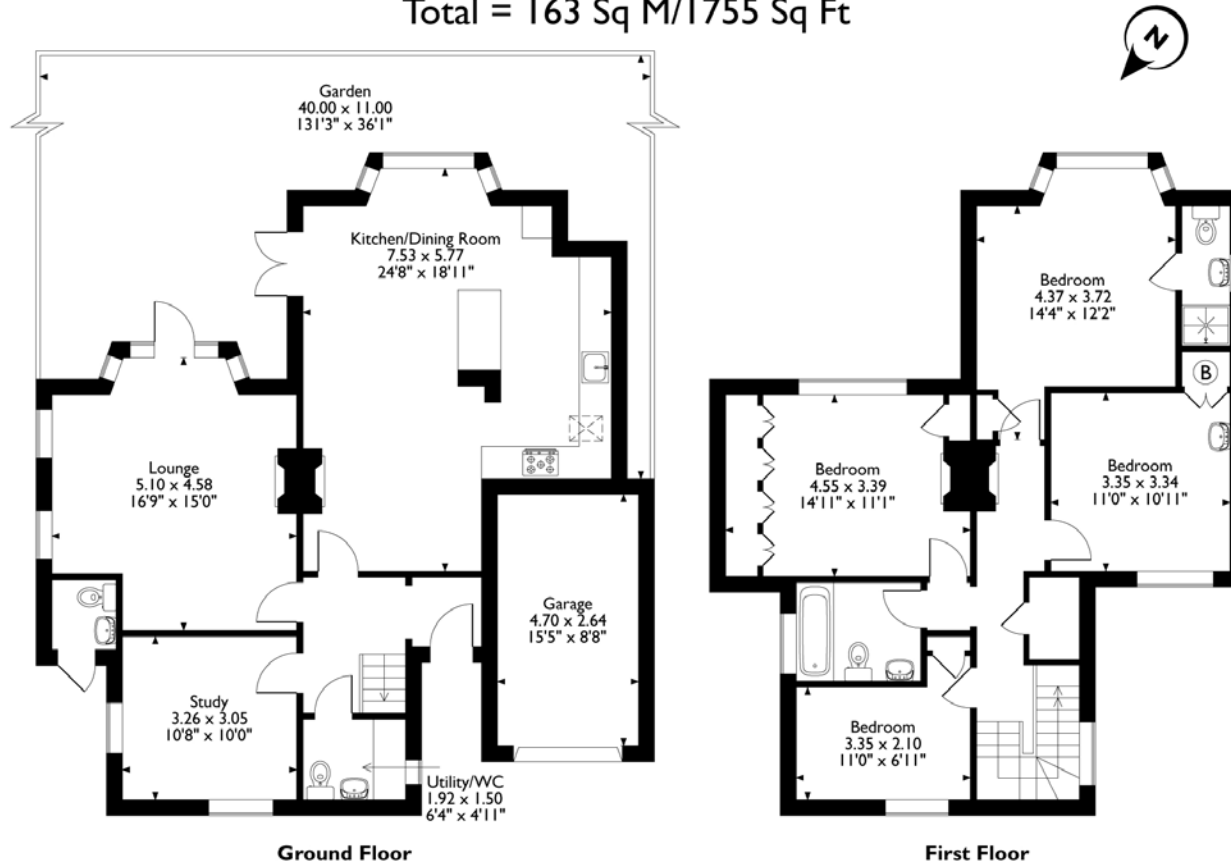 Total = 163 Sq M/1755 Sq Ft
N
Garden
40.00 x 11.00
131'3" x 36'1"
Kitchen/Dining Room
7.53 x 5.77
24'8" x 18'11"
Lounge
5.10 x 4.58
16'9" x 15'0"
Garage
4.70 x 2.64
15'5" x 8'8"
Study
3.26 x 3.05
10'8" x 10'0"
Utility/WC
1.92 x 1.50
6'4" x 4'11"
Ground Floor
Bedroom
4.37 x 3.72
14'4" x 12'2"
B
Bedroom
4.55 x 3.39
14'11" x 11'1"
Bedroom
3.35 x 3.34
11'0" x 10'11"
Bedroom
3.35 x 2.10
11'0" x 6'11"
First Floor